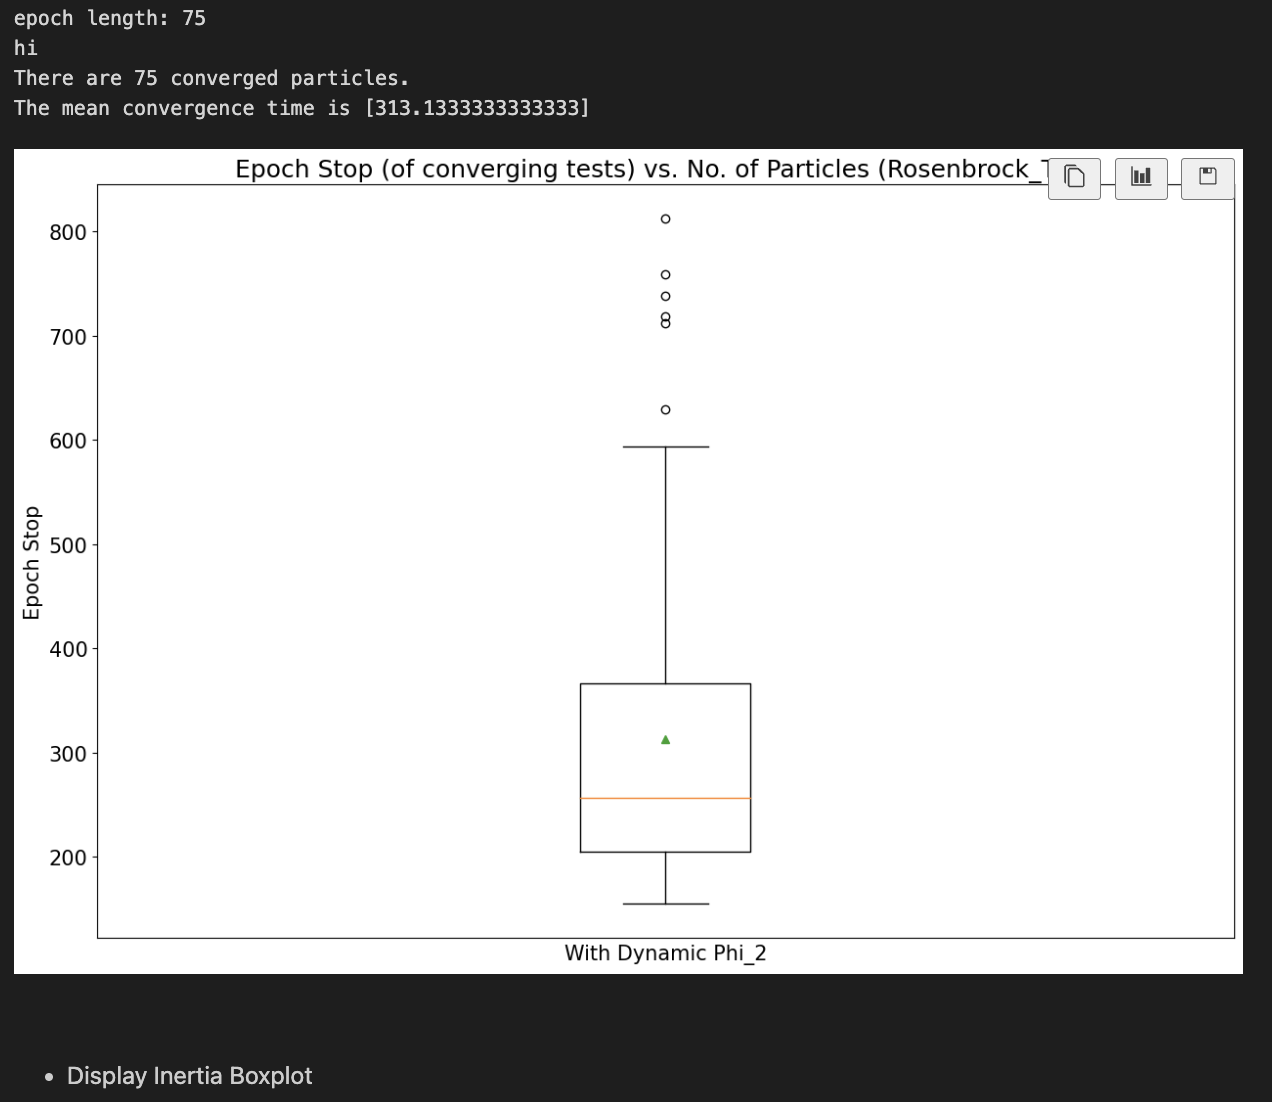 epoch length: 75
hi
There are 75 converged particles.
The mean convergence time is [313.1333333333333]
Epoch Stop (of converging tests) vs. No. of Particles (Rosenbrock_
800
700
600
500
400
300
200
Epoch Stop
With Dynamic Phi_2
• Display Inertia Boxplot